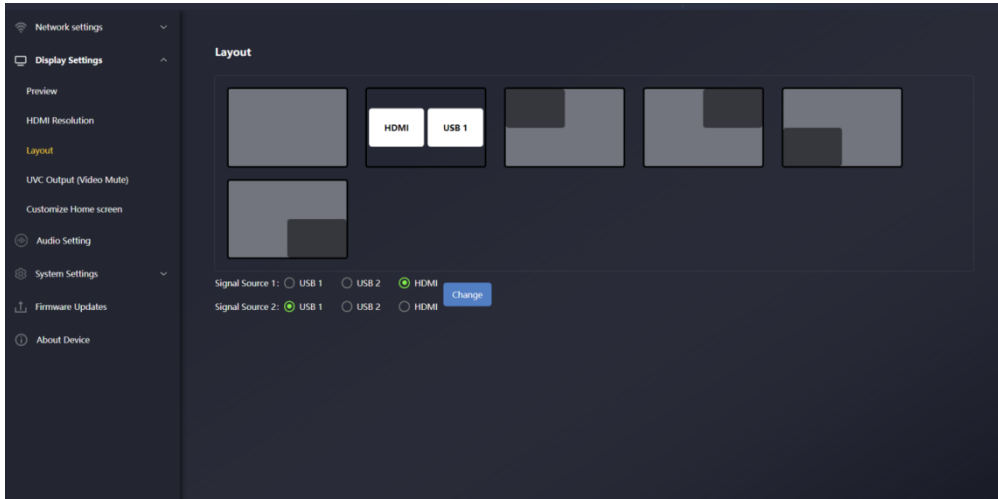 Network settings
Display Settings
Preview
HDMI Resolution
Layout
UVC Output (Video Mute)
Customize Home screen
Audio Setting
System Settings
Firmware Updates
About Device
Layout
HDMI USB 1
Signal Source 1: USB 1 USB 2 HDMI
Change
Signal Source 2: USB 1 USB 2 HDMI